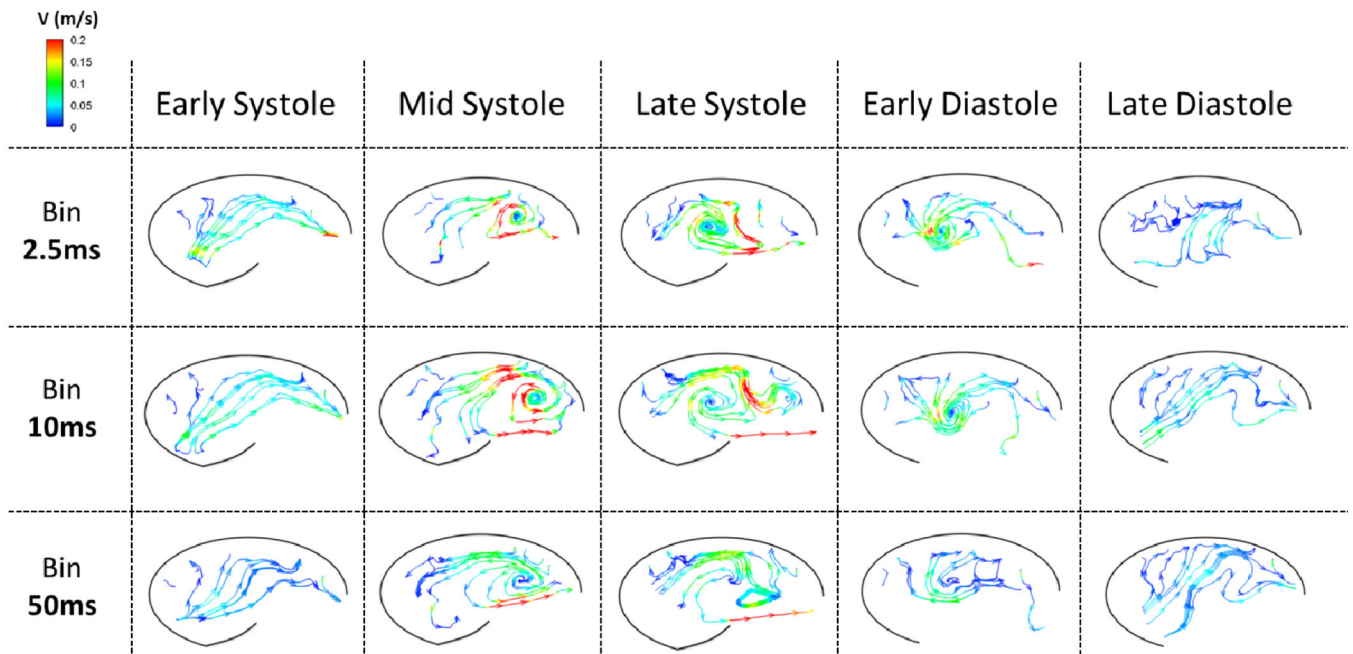 V (m/s)
0.2
0.15
0.1
0.05
0
Early Systole Mid Systole Late Systole Early Diastole Late Diastole
Bin
2.5ms
Bin
10ms
Bin
50ms